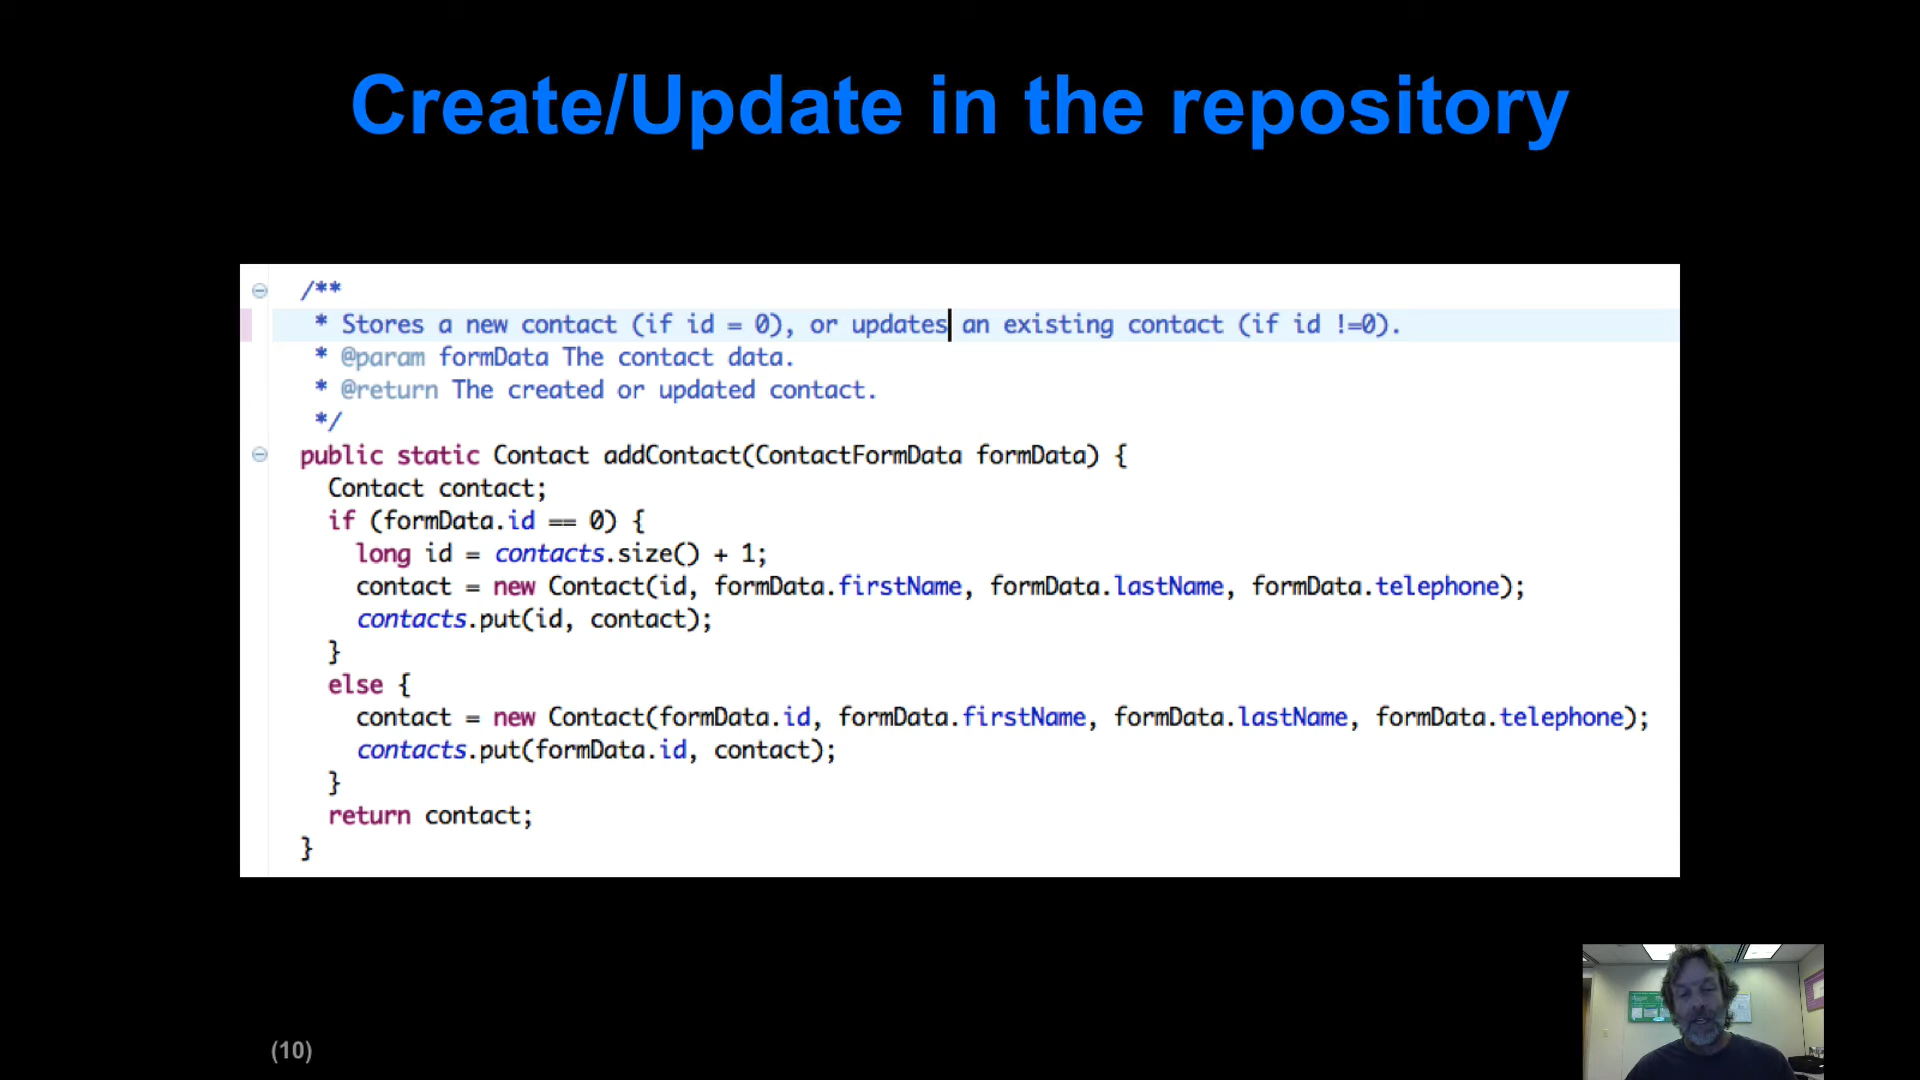 Create/Update in the repository
/**
* Stores a new contact (if id = 0), or updates an existing contact (if id !=0).
* @param formData The contact data.
* @return The created or updated contact.
*/
public static Contact addContact(ContactFormData formData) {
Contact contact;
if (formData.id == 0) {
long id = contacts.size() + 1;
contact = new Contact(id, formData.firstName, formData.lastName, formData.telephone);
contacts.put(id, contact);
}
else {
contact = new Contact(formData.id, formData.firstName, formData.lastName, formData.telephone);
contacts.put(formData.id, contact);
}
return contact;
}
(10)